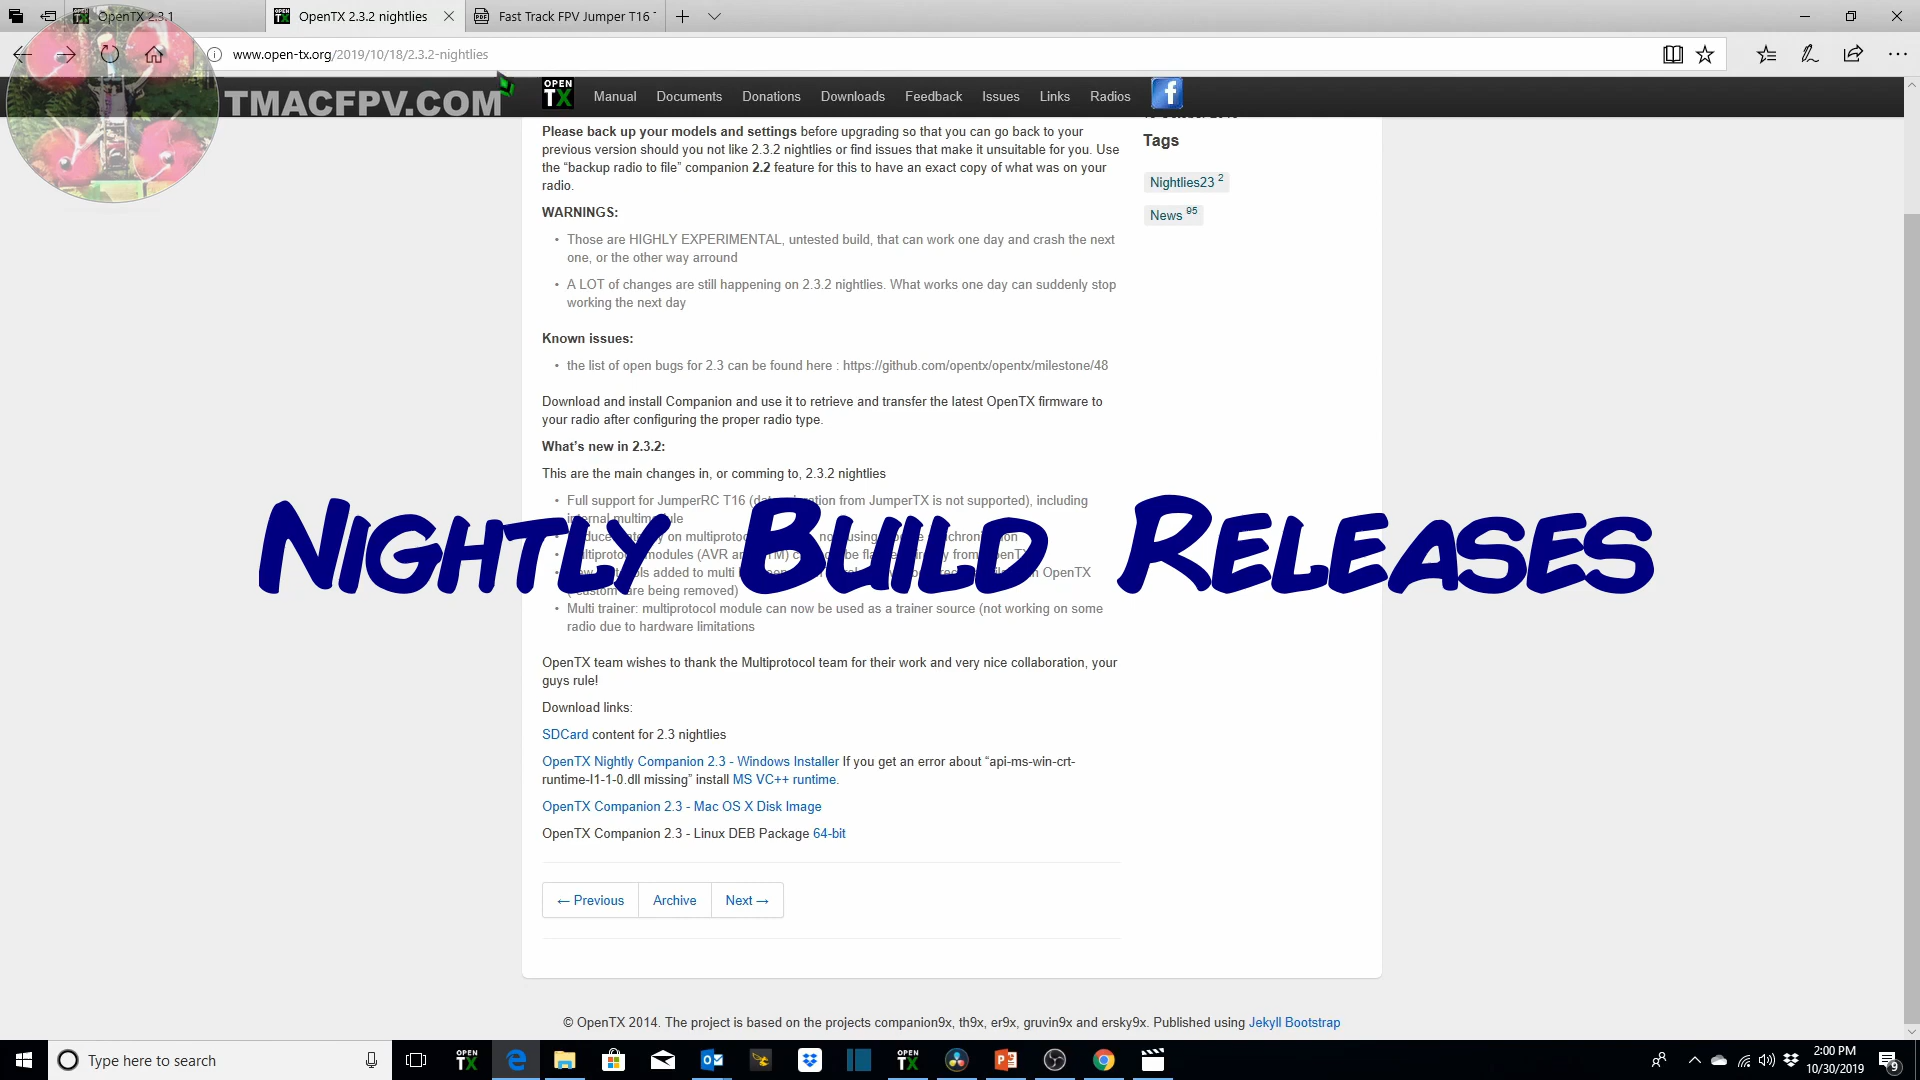 OpenTX 2.3.1
OpenTX 2.3.2 nightlies
Fast Track FPV Jumper T16
www.open-tx.org/2019/10/18/2.3.2-nightlies
TMACFPV.COM
OPEN
TX
Manual
Documents
Donations
Downloads
Feedback
Issues
Links
Radios
Please back up your models and settings before upgrading so that you can go back to your
previous version should you not like 2.3.2 nightlies or find issues that make it unsuitable for you. Use
the “backup radio to file” companion 2.2 feature for this to have an exact copy of what was on your
radio.
Tags
Nightlies23 2
News 95
WARNINGS:
• Those are HIGHLY EXPERIMENTAL, untested build, that can work one day and crash the next
one, or the other way arround
• A LOT of changes are still happening on 2.3.2 nightlies. What works one day can suddenly stop
working the next day
Known issues:
• the list of open bugs for 2.3 can be found here : https://github.com/opentx/opentx/milestone/48
Download and install Companion and use it to retrieve and transfer the latest OpenTX firmware to
your radio after configuring the proper radio type.
What's new in 2.3.2:
This are the main changes in, or comming to, 2.3.2 nightlies
• Full support for JumperRC T16 (data from JumperTX is not supported), including
internal
on multiprotocol
modules (AVR be from
added to multi OpenTX
are being removed)
Nightly Build Releases
• Multi trainer: multiprotocol module can now be used as a trainer source (not working on some
radio due to hardware limitations
OpenTX team wishes to thank the Multiprotocol team for their work and very nice collaboration, your
guys rule!
Download links:
SDCard content for 2.3 nightlies
OpenTX Nightly Companion 2.3 - Windows Installer If you get an error about “api-ms-win-crt-
runtime-l1-1-0.dll missing” install MS VC++ runtime.
OpenTX Companion 2.3 - Mac OS X Disk Image
OpenTX Companion 2.3 - Linux DEB Package 64-bit
← Previous
Archive
Next →
© OpenTX 2014. The project is based on the projects companion9x, th9x, er9x, gruvin9x and ersky9x. Published using Jekyll Bootstrap
Type here to search
2:00 PM
10/30/2019
9